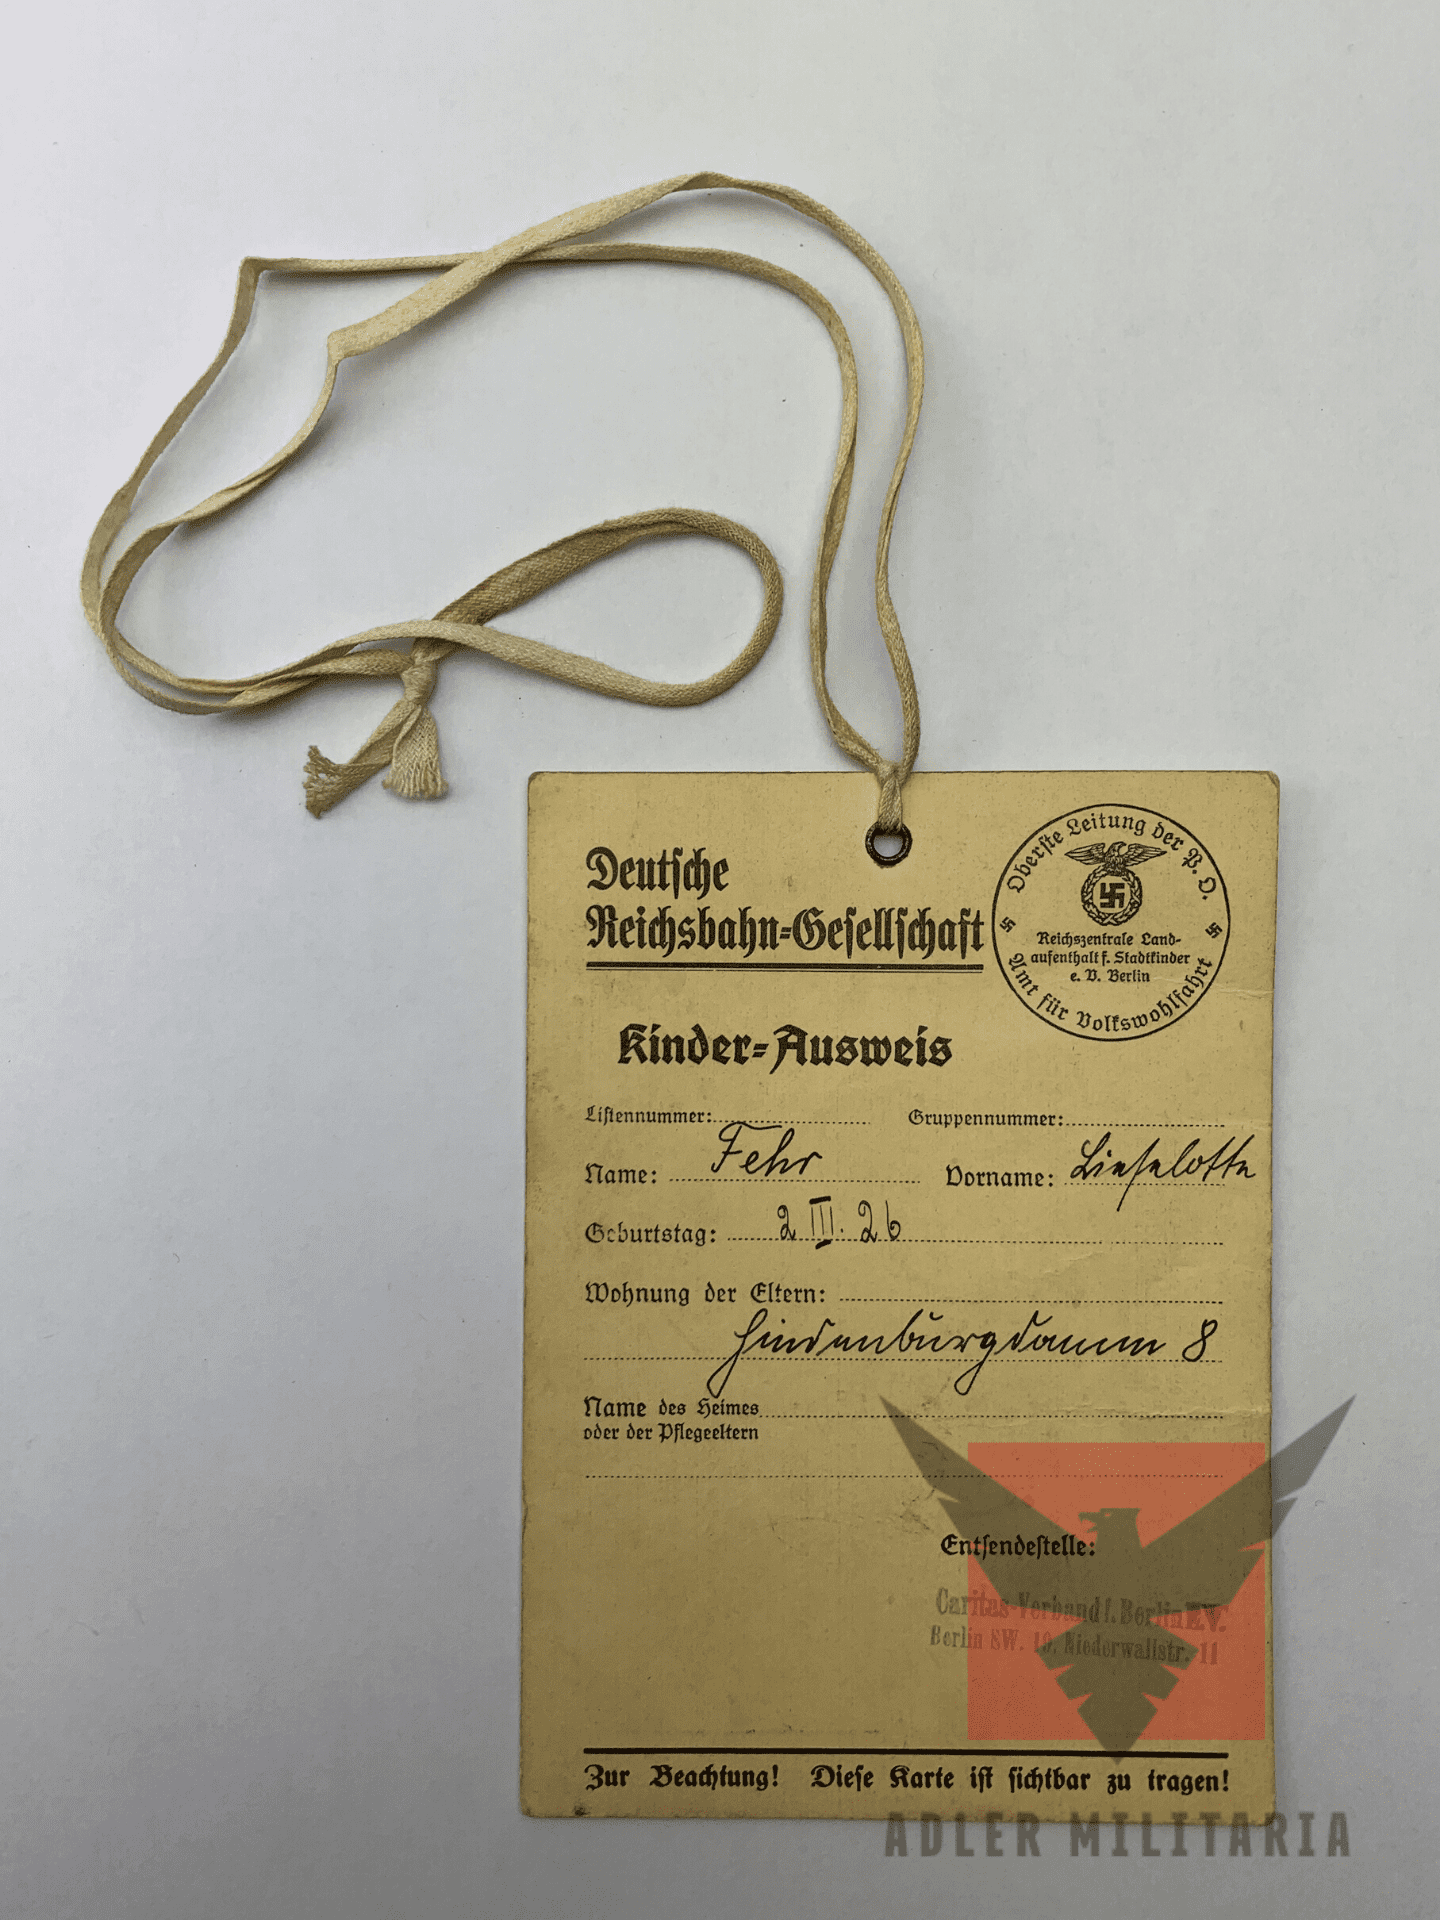 Deutsche
Reichsbahn-Gesellschaft
Oberste Leitung der P. O.
Reichszentrale Land-
aufenthalt f. Stadtkinder
e. V. Berlin
Amt für Volkswohlfahrt
Kinder-Ausweis
Listennummer: Gruppennummer:
Name: Fehr Vorname: Lieselotte
Geburtstag: 2 III. 26
Wohnung der Eltern:
Hindenburgdamm 8
Name des Heimes
oder der Pflegeeltern
Entsendestelle:
Caritas-Verband f. Berlin E.V.
Berlin SW. 19, Niederwallstr. 11
Zur Beachtung! Diese Karte ist sichtbar zu tragen!
ADLER MILITARIA